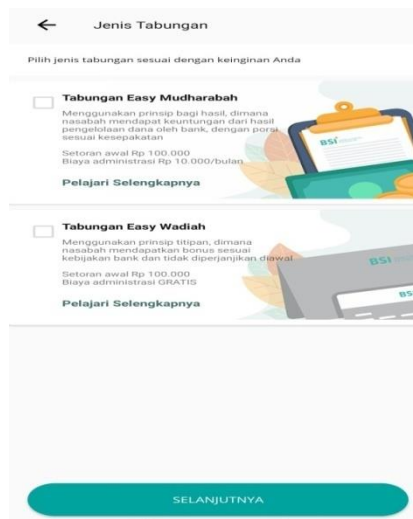 Jenis Tabungan
Pilih jenis tabungan sesuai dengan keinginan Anda
Tabungan Easy Mudharabah
Menggunakan prinsip bagi hasil, dimana
nasabah mendapat keuntungan dari hasil
pengelolaan dana oleh bank, dengan porsi
sesuai kesepakatan
Setoran awal Rp 100.000
Biaya administrasi Rp 10.000/bulan
Pelajari Selengkapnya
BSI
Tabungan Easy Wadiah
Menggunakan prinsip titipan, dimana
nasabah mendapatkan bonus sesuai
kebijakan bank dan tidak diperjanjikan diawal
Setoran awal Rp 100.000
Biaya administrasi GRATIS
Pelajari Selengkapnya
BSI
BS
SELANJUTNYA